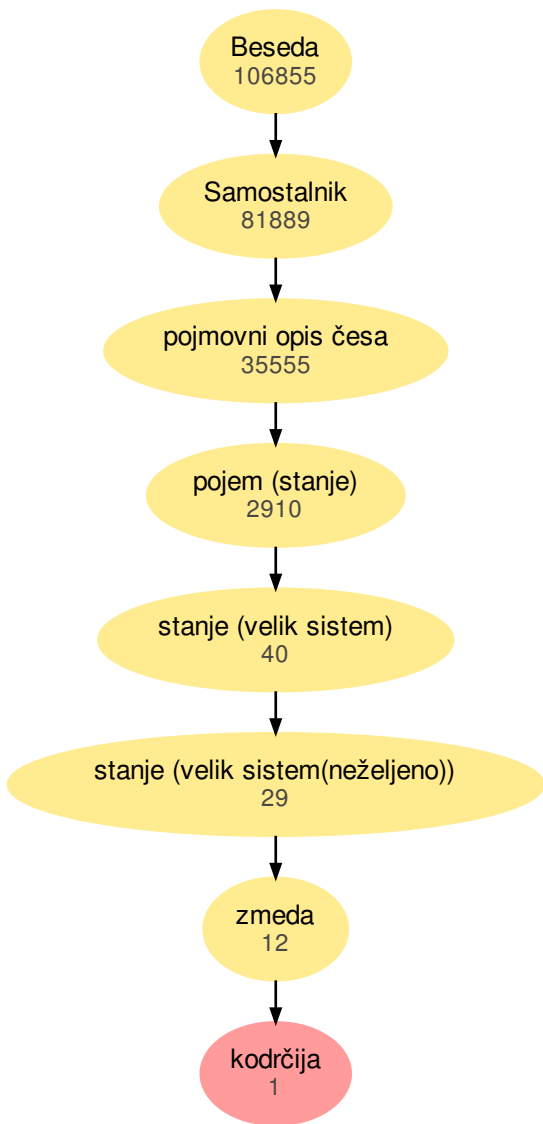 Beseda
106855
Samostalnik
81889
pojmovni opis česa
35555
pojem (stanje)
2910
stanje (velik sistem)
40
stanje (velik sistem(neželjeno))
29
zmeda
12
kodrčija
1